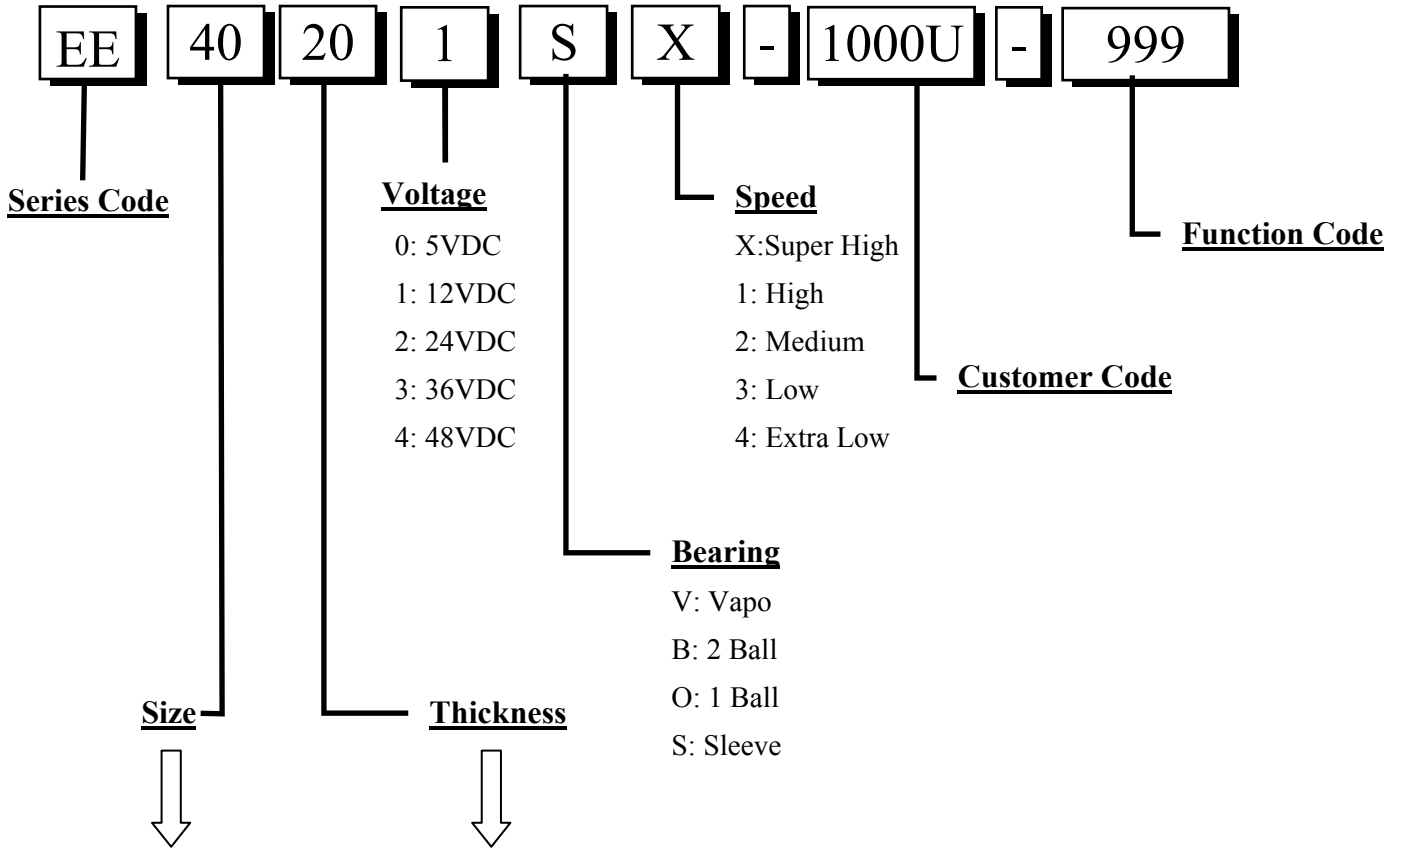 EE 40 20 1 S X - 1000U - 999
Series Code
Voltage
0: 5VDC
1: 12VDC
2: 24VDC
3: 36VDC
4: 48VDC
Speed
X:Super High
1: High
2: Medium
3: Low
4: Extra Low
Function Code
Customer Code
Bearing
V: Vapo
B: 2 Ball
O: 1 Ball
S: Sleeve
Size
Thickness